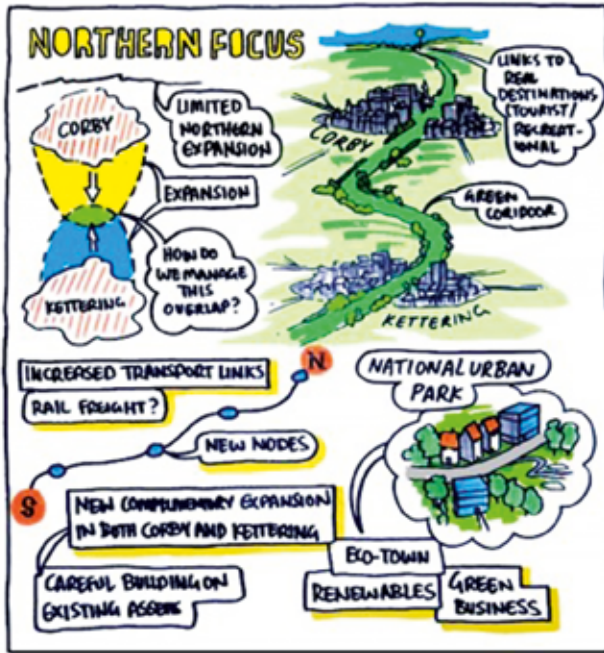 NORTHERN FOCUS
CORBY
LIMITED
NORTHERN
EXPANSION
EXPANSION
HOW DO
WE MANAGE
THIS
OVERLAP?
KETTERING
LINKS TO
REAL
DESTINATIONS
(TOURIST/
RECREAT-
IONAL
CORBY
GREEN
CORIDOOR
KETTERING
INCREASED TRANSPORT LINKS
RAIL FREIGHT?
N
NEW NODES
S
NATIONAL URBAN
PARK
NEW COMPLIMENTARY EXPANSION
IN BOTH CORBY AND KETTERING
CAREFUL BUILDING ON
EXISTING ASSETS
ECO-TOWN
RENEWABLES
GREEN
BUSINESS